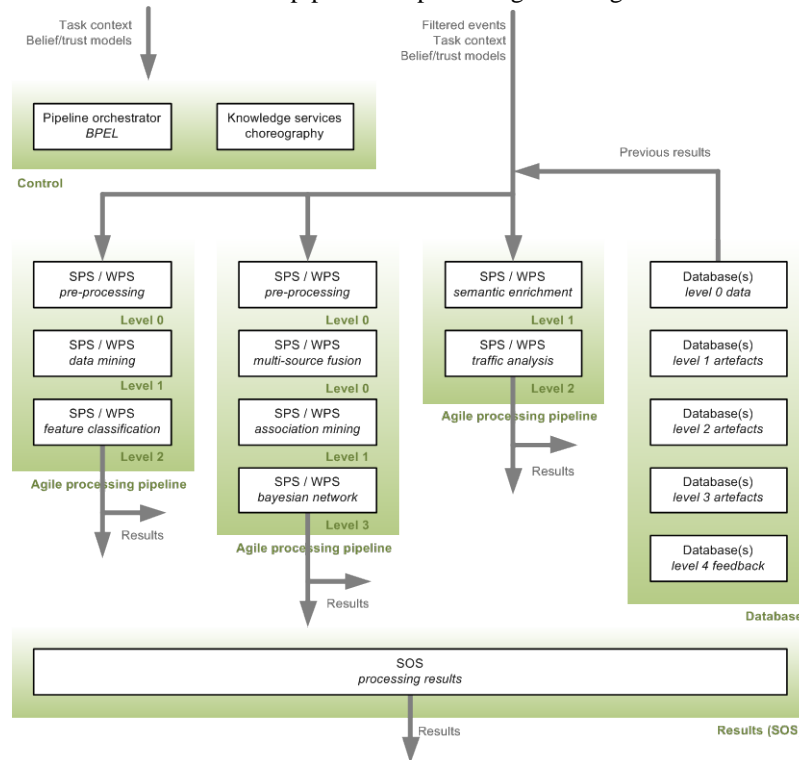 Task context
Belief/trust models
Filtered events
Task context
Belief/trust models
Pipeline orchestrator
BPEL
Knowledge services
choreography
Control
Previous results
SPS / WPS
pre-processing
Level 0
SPS / WPS
data mining
Level 1
SPS / WPS
feature classification
Level 2
Agile processing pipeline
Results
SPS / WPS
pre-processing
Level 0
SPS / WPS
multi-source fusion
Level 0
SPS / WPS
association mining
Level 1
SPS / WPS
bayesian network
Level 3
Agile processing pipeline
Results
SPS / WPS
semantic enrichment
Level 1
SPS / WPS
traffic analysis
Level 2
Agile processing pipeline
Results
Database(s)
level 0 data
Database(s)
level 1 artefacts
Database(s)
level 2 artefacts
Database(s)
level 3 artefacts
Database(s)
level 4 feedback
Database
SOS
processing results
Results (SOS
Results